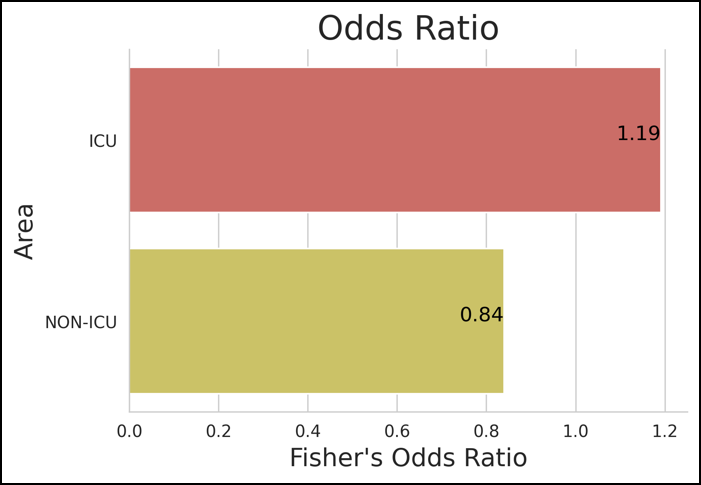 Odds Ratio
Area
ICU
1.19
NON-ICU
0.84
0.0 0.2 0.4 0.6 0.8 1.0 1.2
Fisher's Odds Ratio